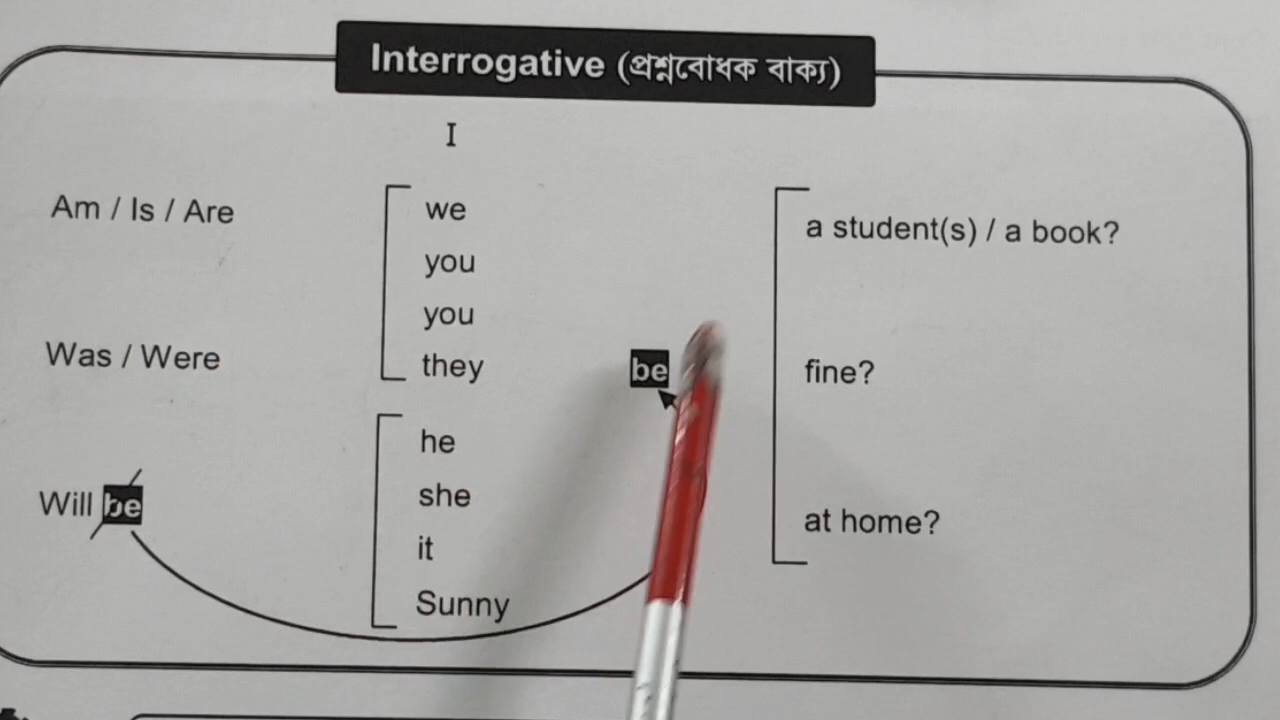 Interrogative (প্রশ্নবোধক বাক্য)
I
Am / Is / Are
we
you
you
they
Was / Were
he
she
it
Sunny
Will be
be
a student(s) / a book?
fine?
at home?